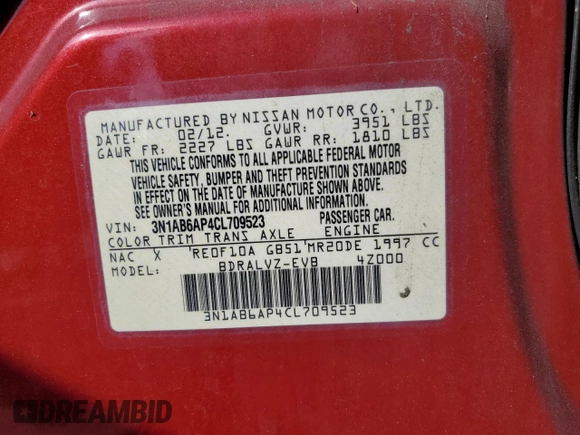 MANUFACTURED BY NISSAN MOTOR CO., LTD.
DATE: 02/12. GVWR: 3951 LBS
GAWR FR: 2227 LBS GAWR RR: 1810 LBS
THIS VEHICLE CONFORMS TO ALL APPLICABLE FEDERAL MOTOR
VEHICLE SAFETY, BUMPER AND THEFT PREVENTION STANDARDS
IN EFFECT ON THE DATE OF MANUFACTURE SHOWN ABOVE.
SEE OWNER'S MANUAL FOR ADDITIONAL INFORMATION.
VIN: 3N1AB6AP4CL709523 PASSENGER CAR.
COLOR TRIM TRANS AXLE ENGINE
NAC X RE0F10A GB51 MR20DE 1997 CC
MODEL: BDRALVZ-EVB 4Z000
3N1AB6AP4CL709523
DREAMBID